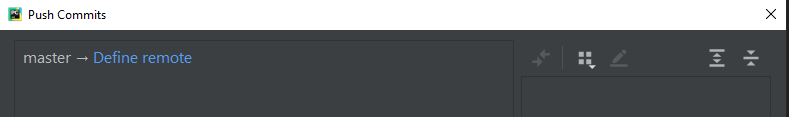 Push Commits
master → Define remote